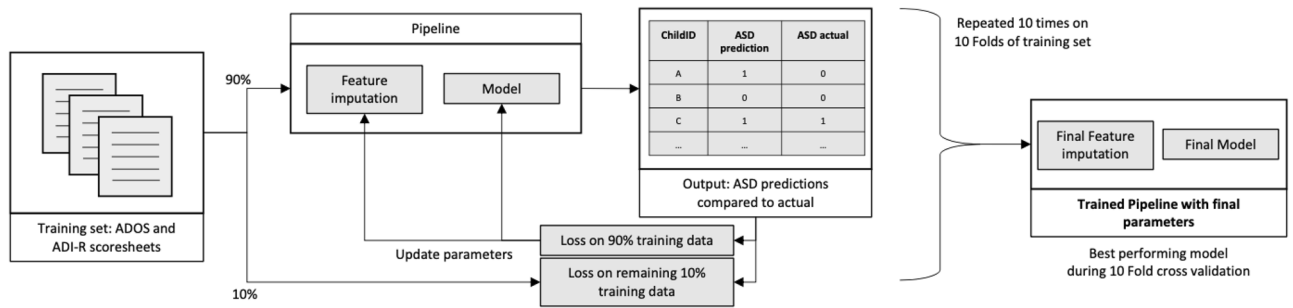 Training set: ADOS and
ADI-R scoresheets
90%
10%
Pipeline
Feature
imputation
Model
Update parameters
ChildID
ASD
prediction
ASD actual
A
1
0
B
0
0
C
1
1
...
...
...
Output: ASD predictions
compared to actual
Loss on 90% training data
Loss on remaining 10%
training data
Repeated 10 times on
10 Folds of training set
Final Feature
imputation
Final Model
Trained Pipeline with final
parameters
Best performing model
during 10 Fold cross validation